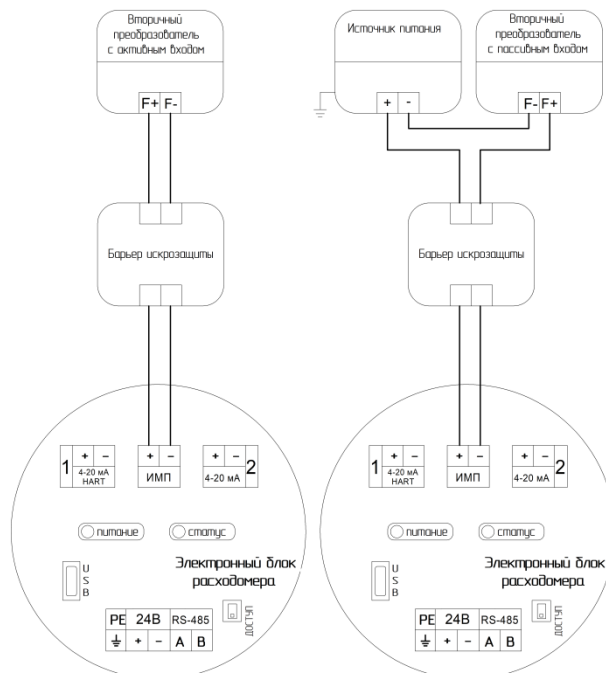 Вторичный
преобразователь
с активным входом
F+ F-
Барьер искрозащиты
1 + −
4-20 мА
HART
+ −
ИМП
+ − 2
4-20 мА
питание
статус
U
S
B
Электронный блок
расходомера
ДОСТУП
PE 24В RS-485
+ − A B
Источник питания
+ -
Вторичный
преобразователь
с пассивным входом
F- F+
Барьер искрозащиты
1 + −
4-20 мА
HART
+ −
ИМП
+ − 2
4-20 мА
питание
статус
U
S
B
Электронный блок
расходомера
ДОСТУП
PE 24В RS-485
+ − A B